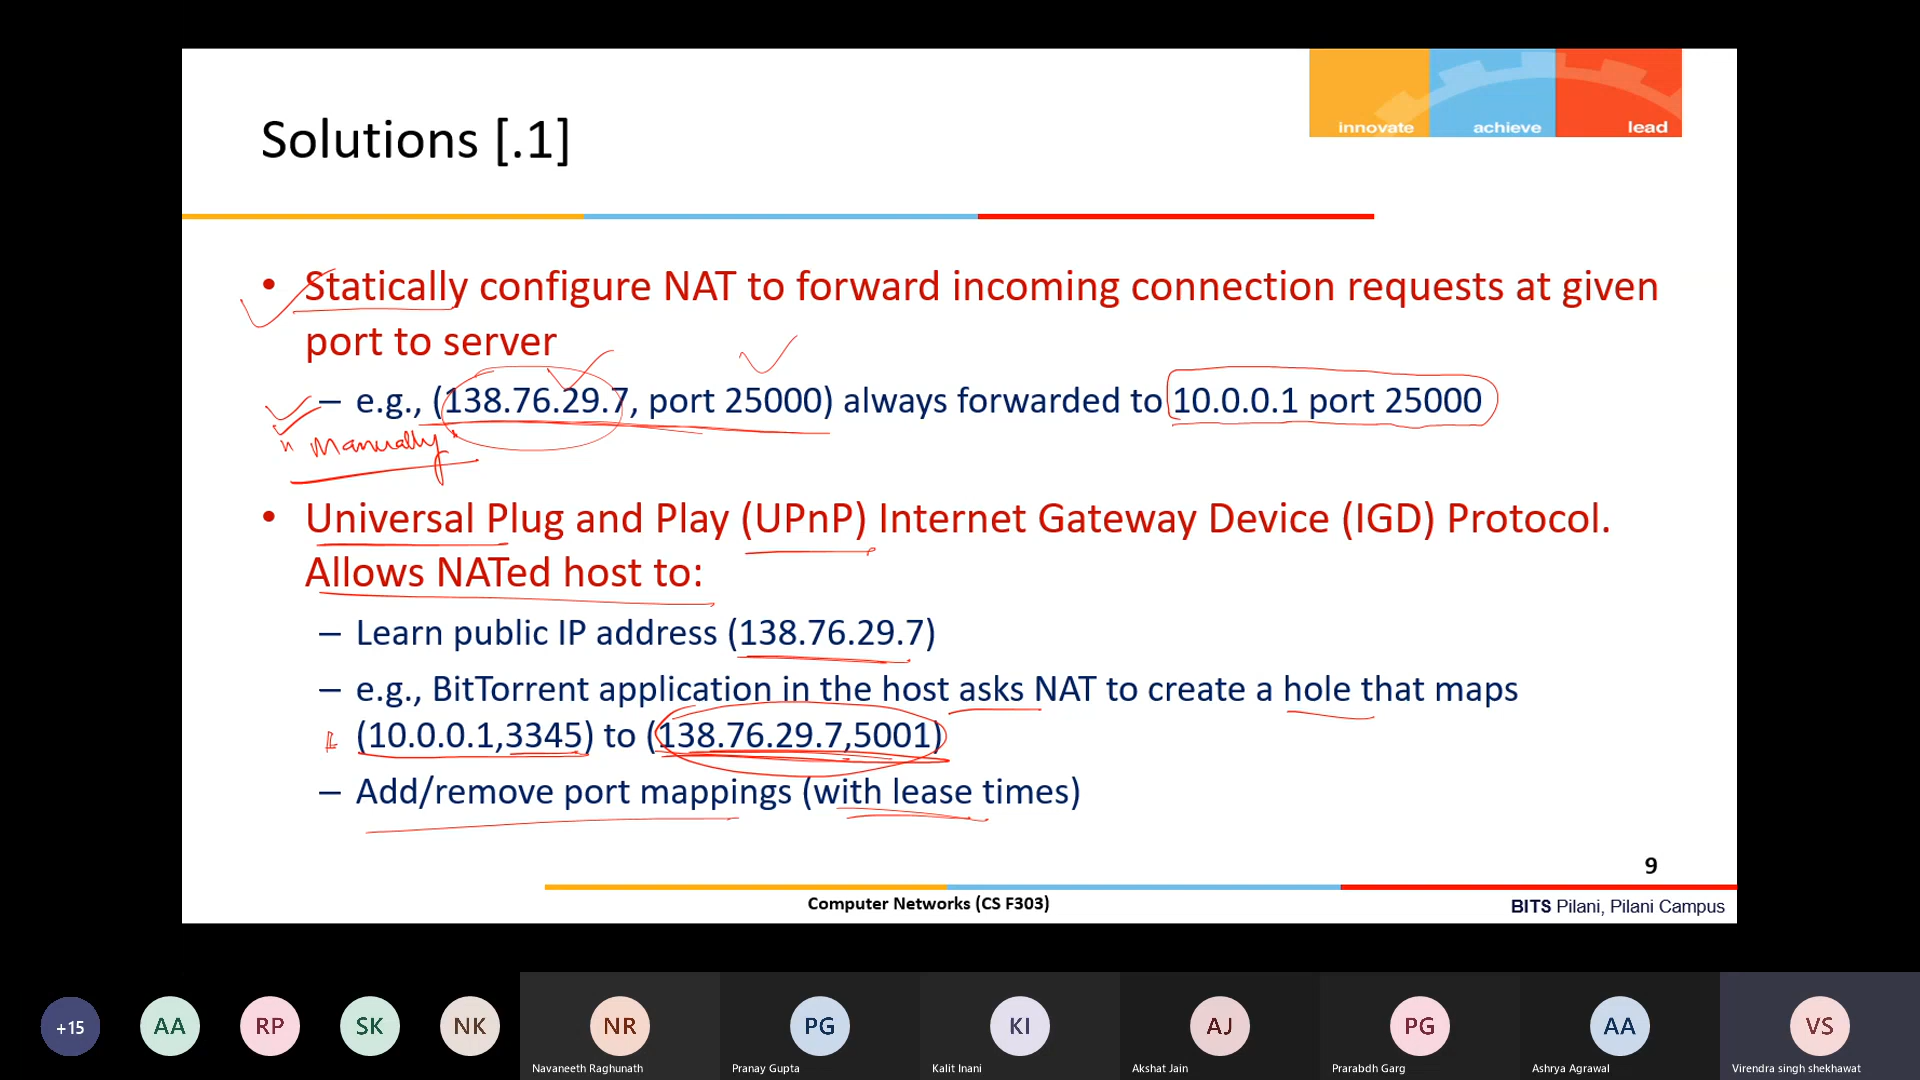 innovate achieve lead
Solutions [.1]
• Statically configure NAT to forward incoming connection requests at given
port to server
– e.g., (138.76.29.7, port 25000) always forwarded to 10.0.0.1 port 25000
" Manually "
• Universal Plug and Play (UPnP) Internet Gateway Device (IGD) Protocol.
Allows NATed host to:
– Learn public IP address (138.76.29.7)
– e.g., BitTorrent application in the host asks NAT to create a hole that maps
(10.0.0.1,3345) to (138.76.29.7,5001)
– Add/remove port mappings (with lease times)
9
Computer Networks (CS F303)
BITS Pilani, Pilani Campus
+15 AA RP SK NK NR PG KI AJ PG AA VS
Navaneeth Raghunath Pranay Gupta Kalit Inani Akshat Jain Prarabdh Garg Ashrya Agrawal Virendra singh shekhawat